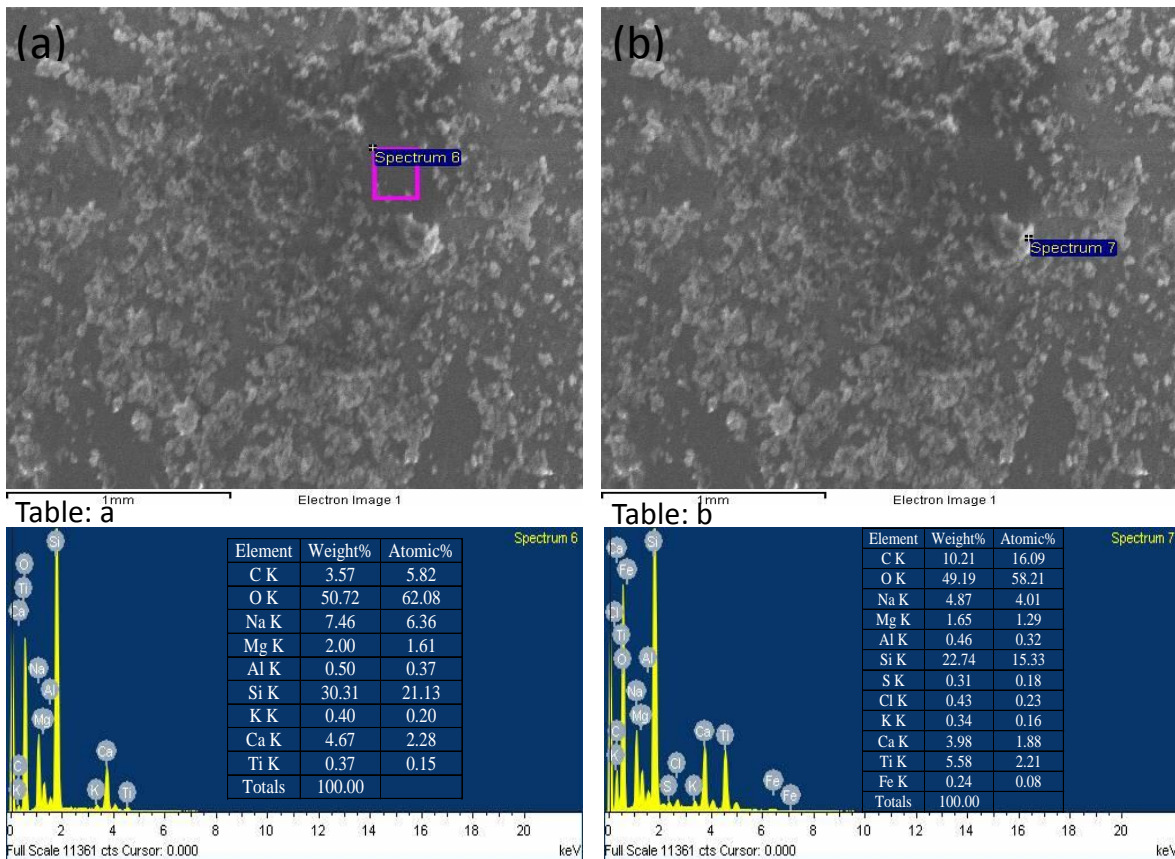 (a)
Spectrum 6
1mm
Electron Image 1
(b)
Spectrum 7
1mm
Electron Image 1
Table: a
Spectrum 6
Si
O
Ti
Ca
Na
Al
Mg
C
K
Ca
K
Ti
Element Weight% Atomic%
C K 3.57 5.82
O K 50.72 62.08
Na K 7.46 6.36
Mg K 2.00 1.61
Al K 0.50 0.37
Si K 30.31 21.13
K K 0.40 0.20
Ca K 4.67 2.28
Ti K 0.37 0.15
Totals 100.00
0 2 4 6 8 10 12 14 16 18 20
Full Scale 11361 cts Cursor: 0.000 keV
Table: b
Spectrum 7
Ca
Si
Fe
Cl
Ti
O
Al
Na
Mg
C
K
S
Cl
K
Ca
Ti
Fe
Fe
Element Weight% Atomic%
C K 10.21 16.09
O K 49.19 58.21
Na K 4.87 4.01
Mg K 1.65 1.29
Al K 0.46 0.32
Si K 22.74 15.33
S K 0.31 0.18
Cl K 0.43 0.23
K K 0.34 0.16
Ca K 3.98 1.88
Ti K 5.58 2.21
Fe K 0.24 0.08
Totals 100.00
0 2 4 6 8 10 12 14 16 18 20
Full Scale 11361 cts Cursor: 0.000 keV